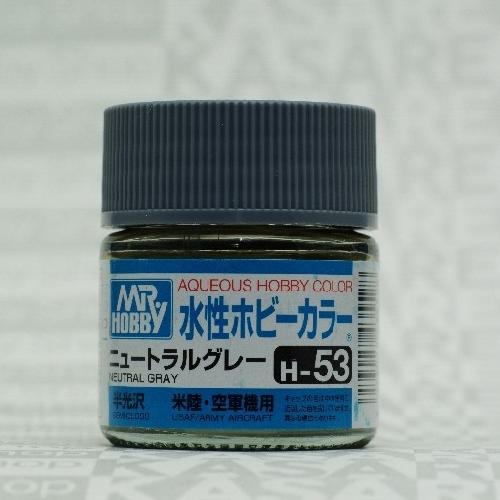 MR.
HOBBY
AQUEOUS HOBBY COLOR
水性ホビーカラー®
ニュートラルグレー
NEUTRAL GRAY
H-53
半光沢
米陸・空軍機用
USAF/ARMY AIRCRAFT
KASARE